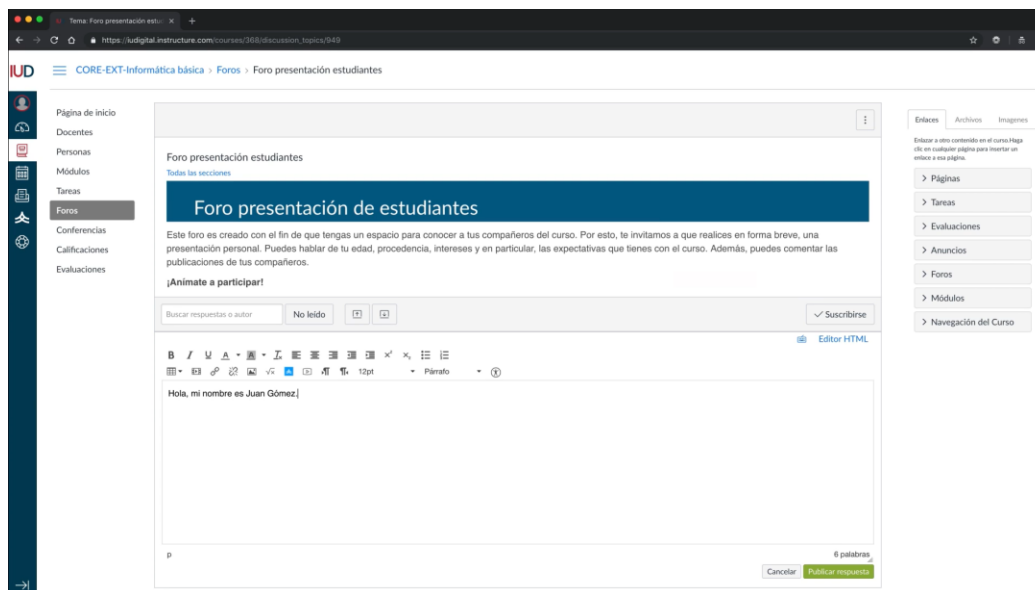 Tema: Foro presentación estu
https://iudigital.instructure.com/courses/368/discussion_topics/949
IUD
CORE-EXT-Informática básica > Foros > Foro presentación estudiantes
Página de inicio
Docentes
Personas
Módulos
Tareas
Foros
Conferencias
Calificaciones
Evaluaciones
Foro presentación estudiantes
Todas las secciones
Foro presentación de estudiantes
Este foro es creado con el fin de que tengas un espacio para conocer a tus compañeros del curso. Por esto, te invitamos a que realices en forma breve, una
presentación personal. Puedes hablar de tu edad, procedencia, intereses y en particular, las expectativas que tienes con el curso. Además, puedes comentar las
publicaciones de tus compañeros.
¡Anímate a participar!
Buscar respuestas o autor
No leído
Suscribirse
Editor HTML
12pt
Párrafo
Hola, mi nombre es Juan Gómez.
p
6 palabras
Cancelar
Publicar respuesta
Enlaces Archivos Imagenes
Enlazar a otro contenido en el curso.Haga
clic en cualquier página para insertar un
enlace a esa página.
> Páginas
> Tareas
> Evaluaciones
> Anuncios
> Foros
> Módulos
> Navegación del Curso